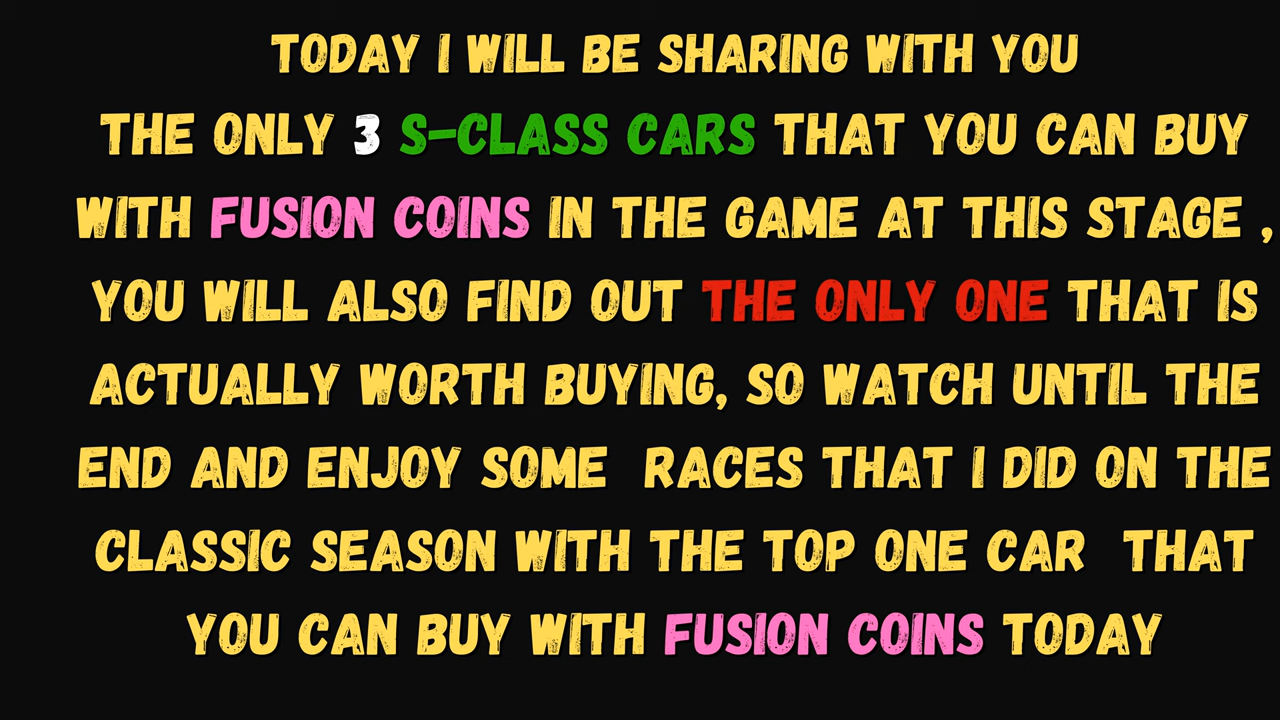 TODAY I WILL BE SHARING WITH YOU
THE ONLY 3 S-CLASS CARS THAT YOU CAN BUY
WITH FUSION COINS IN THE GAME AT THIS STAGE ,
YOU WILL ALSO FIND OUT THE ONLY ONE THAT IS
ACTUALLY WORTH BUYING, SO WATCH UNTIL THE
END AND ENJOY SOME RACES THAT I DID ON THE
CLASSIC SEASON WITH THE TOP ONE CAR THAT
YOU CAN BUY WITH FUSION COINS TODAY